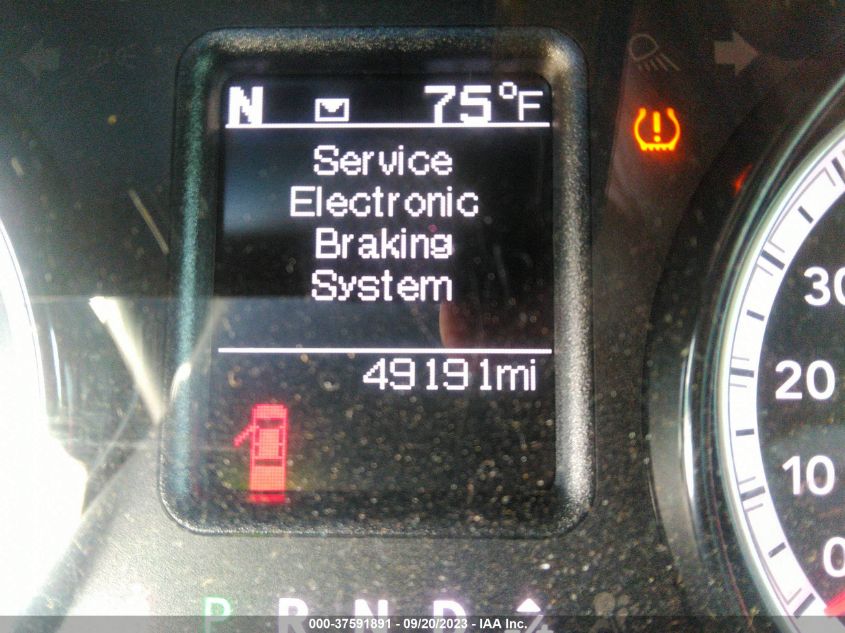 N 75°F
Service
Electronic
Braking
System
49191mi
30
20
10
0
P R N D
000-37591891 - 09/20/2023 - IAA Inc.